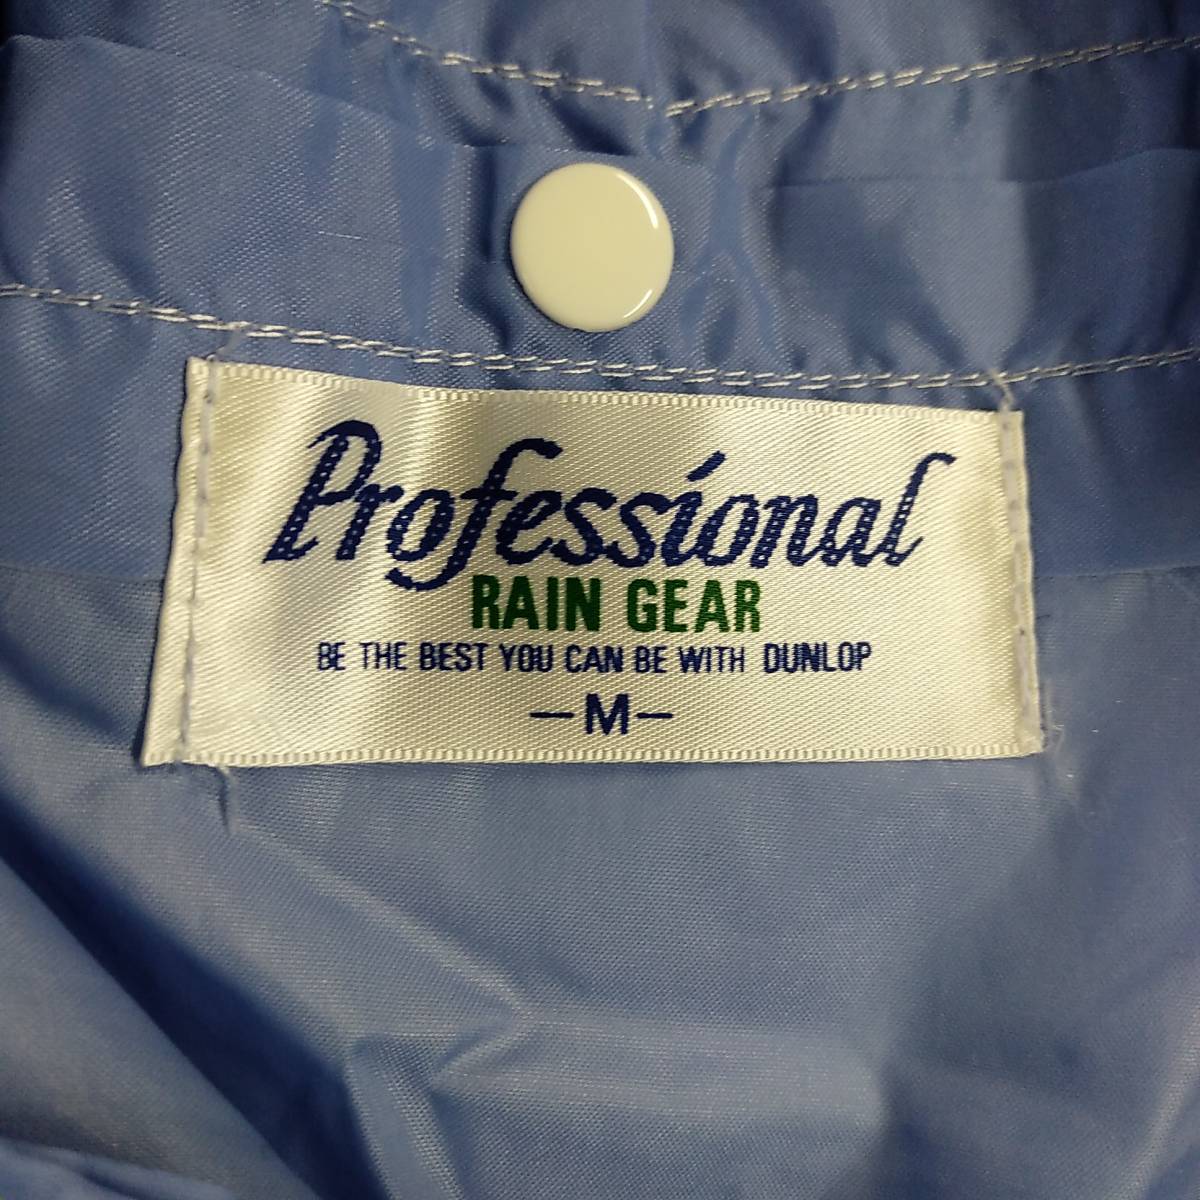 Professional
RAIN GEAR
BE THE BEST YOU CAN BE WITH DUNLOP
—M—